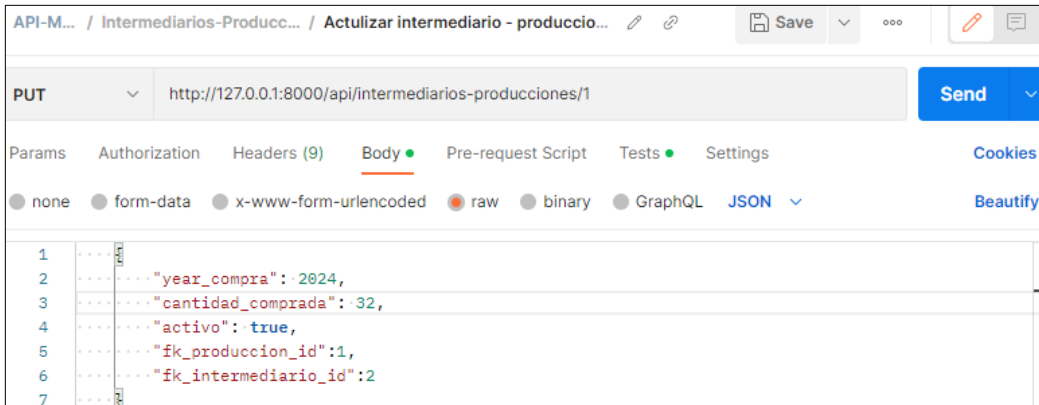 API-M... / Intermediarios-Producc... / Actulizar intermediario - produccio... Save
PUT http://127.0.0.1:8000/api/intermediarios-producciones/1 Send
Params Authorization Headers (9) Body Pre-request Script Tests Settings Cookies
none form-data x-www-form-urlencoded raw binary GraphQL JSON Beautify
1 {
2 "year_compra": 2024,
3 "cantidad_comprada": 32,
4 "activo": true,
5 "fk_produccion_id":1,
6 "fk_intermediario_id":2
7 }